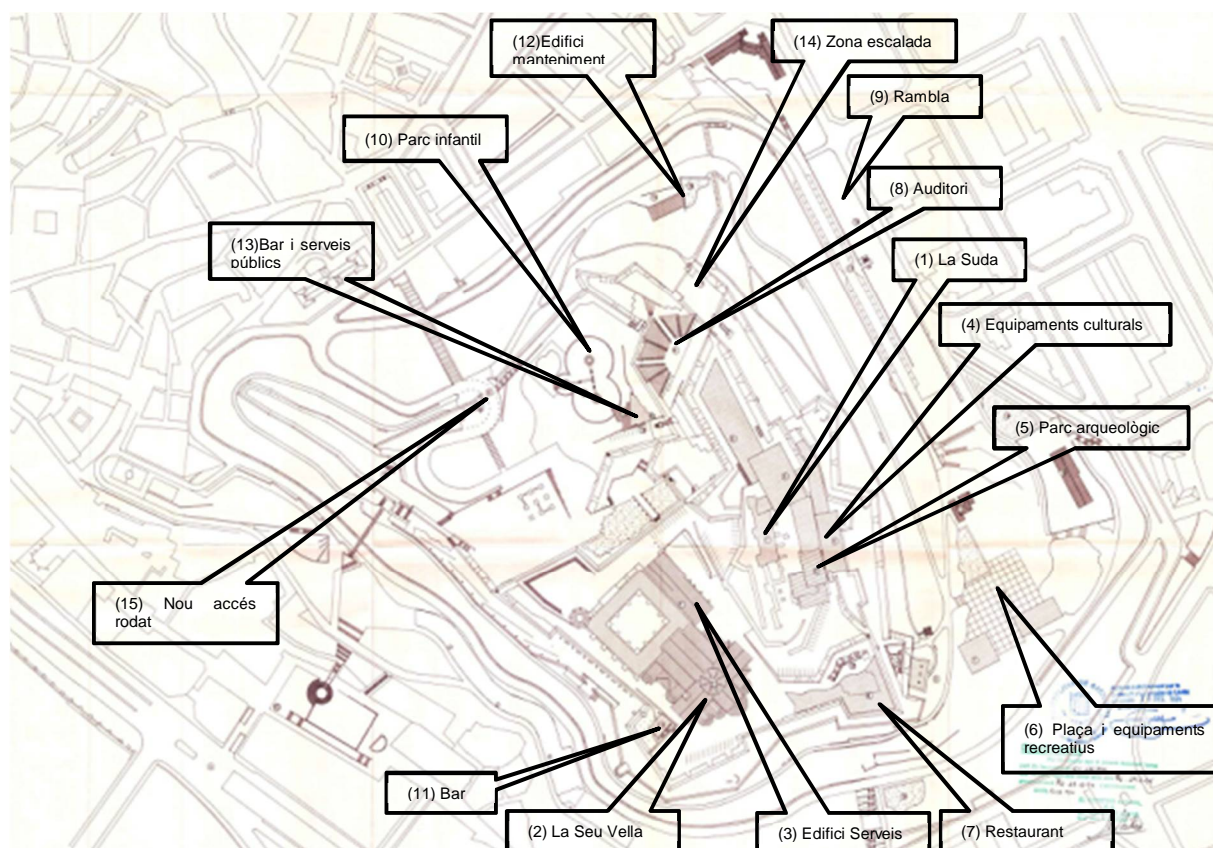 (12)Edifici
manteniment
(14) Zona escalada
(9) Rambla
(10) Parc infantil
(8) Auditori
(13)Bar i serveis
públics
(1) La Suda
(4) Equipaments culturals
(5) Parc arqueològic
(15) Nou accés
rodat
(6) Plaça i equipaments
recreatius
(11) Bar
(2) La Seu Vella
(3) Edifici Serveis
(7) Restaurant